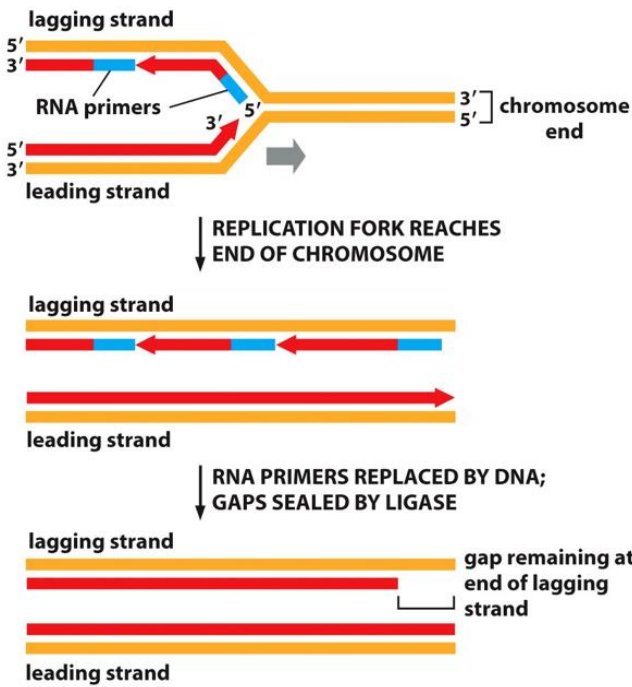 lagging strand
5′
3′
RNA primers
5′
3′
3′
5′
chromosome
end
5′
3′
leading strand
REPLICATION FORK REACHES
END OF CHROMOSOME
lagging strand
leading strand
RNA PRIMERS REPLACED BY DNA;
GAPS SEALED BY LIGASE
lagging strand
gap remaining at
end of lagging
strand
leading strand